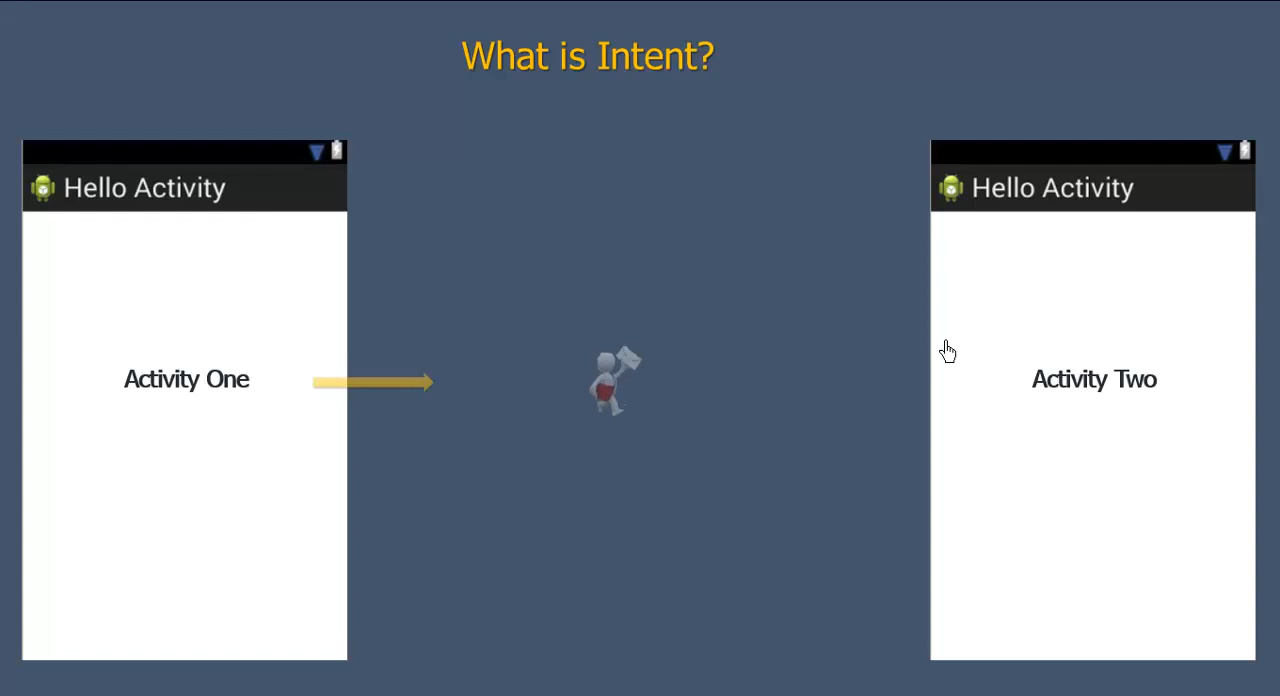 What is Intent?
Hello Activity
Activity One
Hello Activity
Activity Two